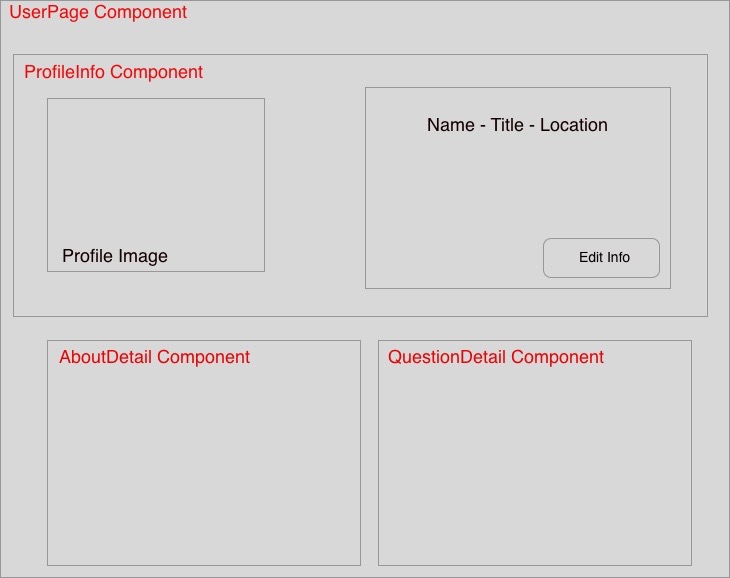 UserPage Component
ProfileInfo Component
Name - Title - Location
Profile Image
Edit Info
AboutDetail Component
QuestionDetail Component